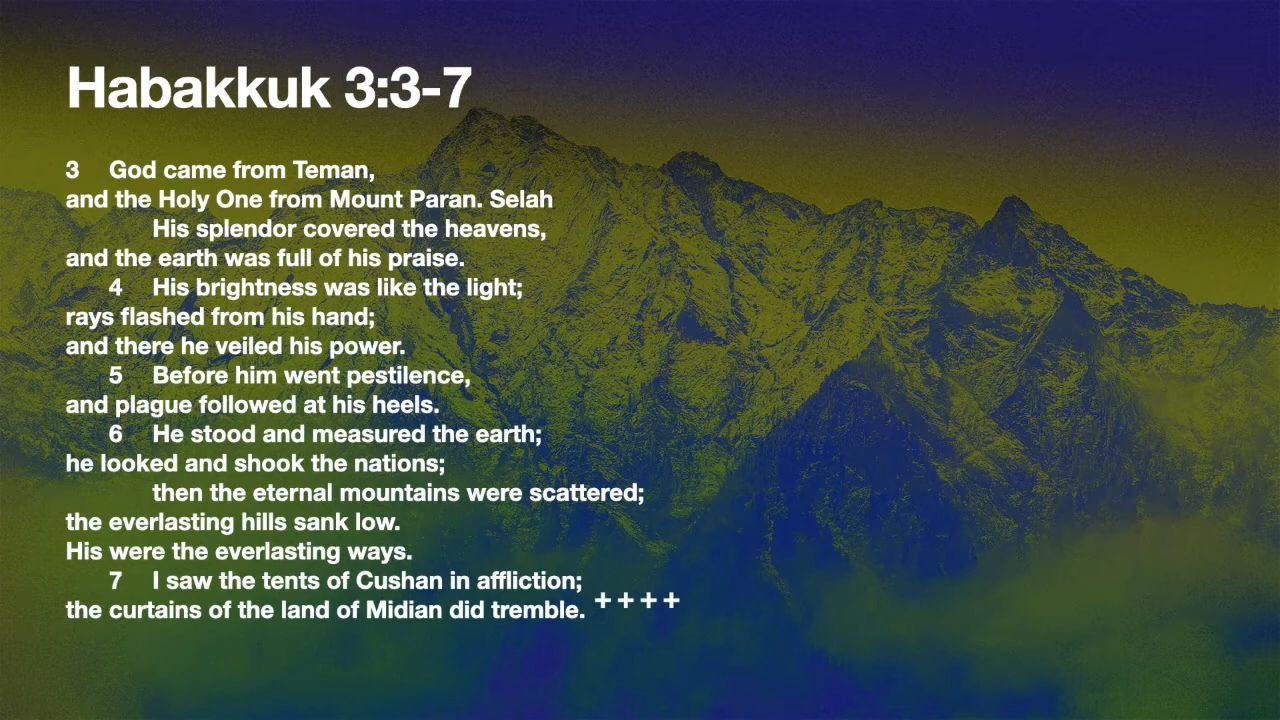 Habakkuk 3:3-7
3 God came from Teman,
and the Holy One from Mount Paran. Selah
His splendor covered the heavens,
and the earth was full of his praise.
4 His brightness was like the light;
rays flashed from his hand;
and there he veiled his power.
5 Before him went pestilence,
and plague followed at his heels.
6 He stood and measured the earth;
he looked and shook the nations;
then the eternal mountains were scattered;
the everlasting hills sank low.
His were the everlasting ways.
7 I saw the tents of Cushan in affliction;
the curtains of the land of Midian did tremble. ++++